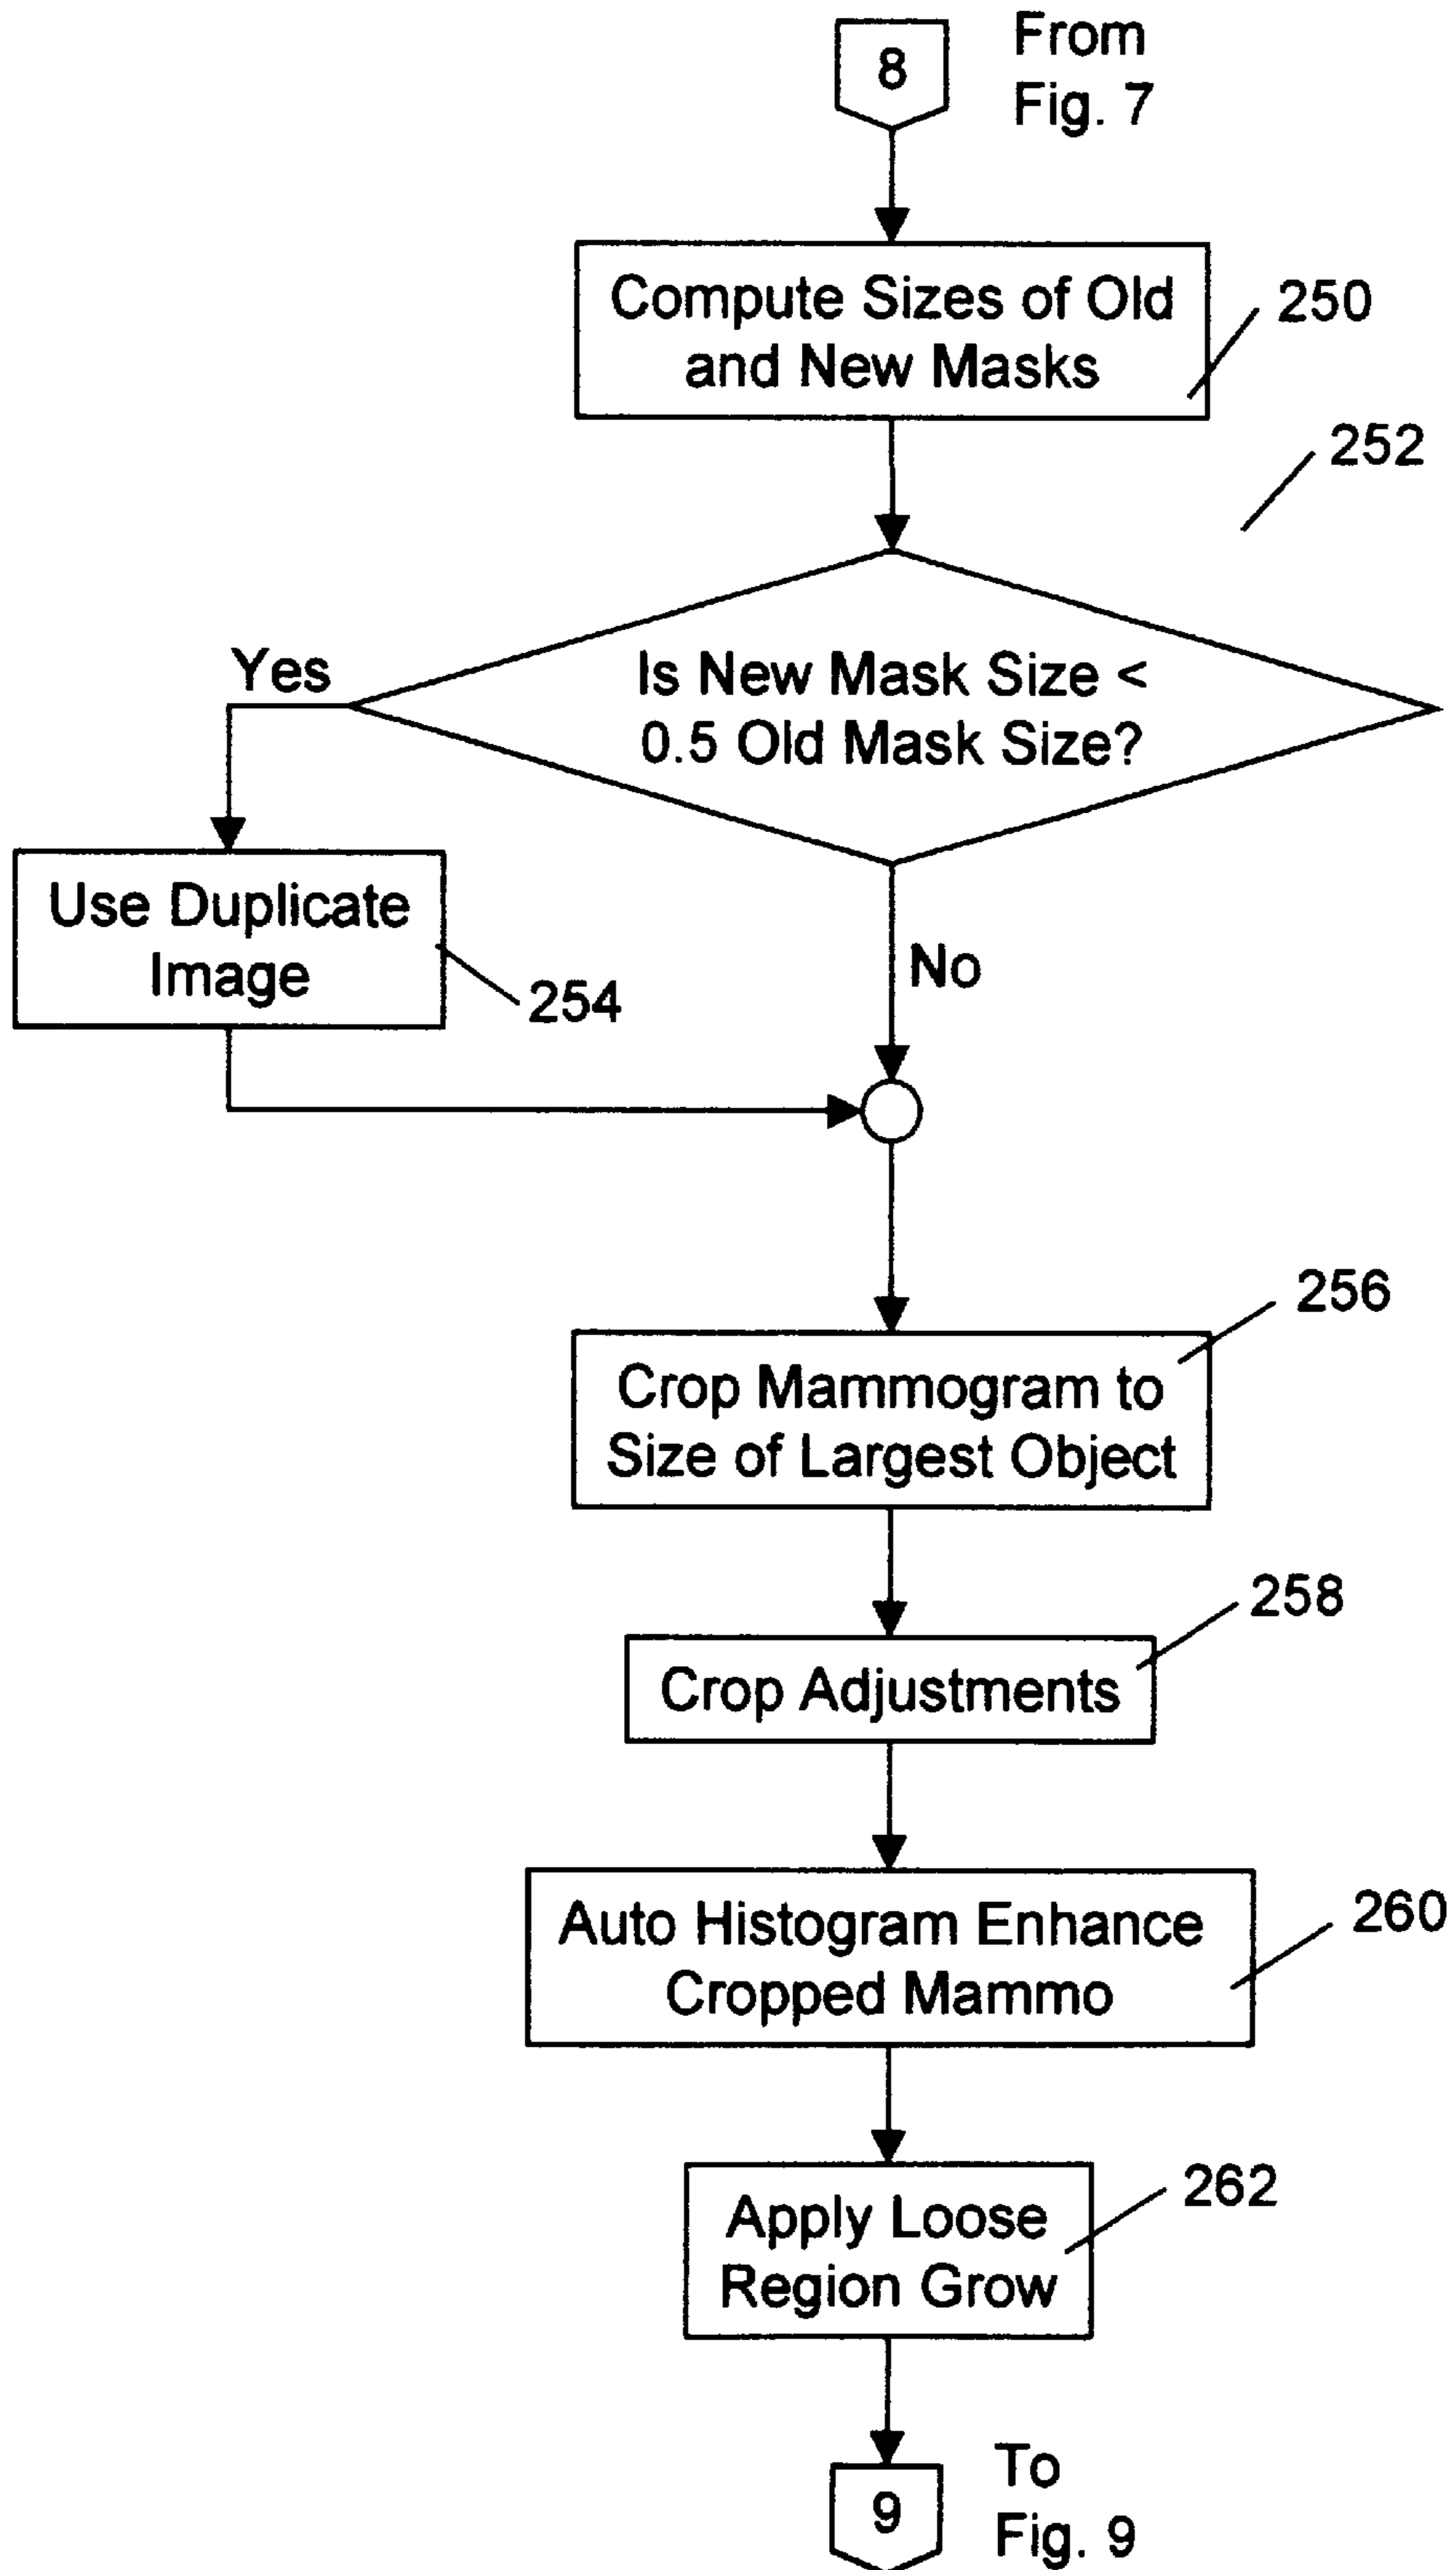 8
From
Fig. 7
Compute Sizes of Old
and New Masks
250
252
Is New Mask Size <
0.5 Old Mask Size?
Yes
Use Duplicate
Image
254
No
256
Crop Mammogram to
Size of Largest Object
258
Crop Adjustments
Auto Histogram Enhance
Cropped Mammo
260
Apply Loose
Region Grow
262
9
To
Fig. 9